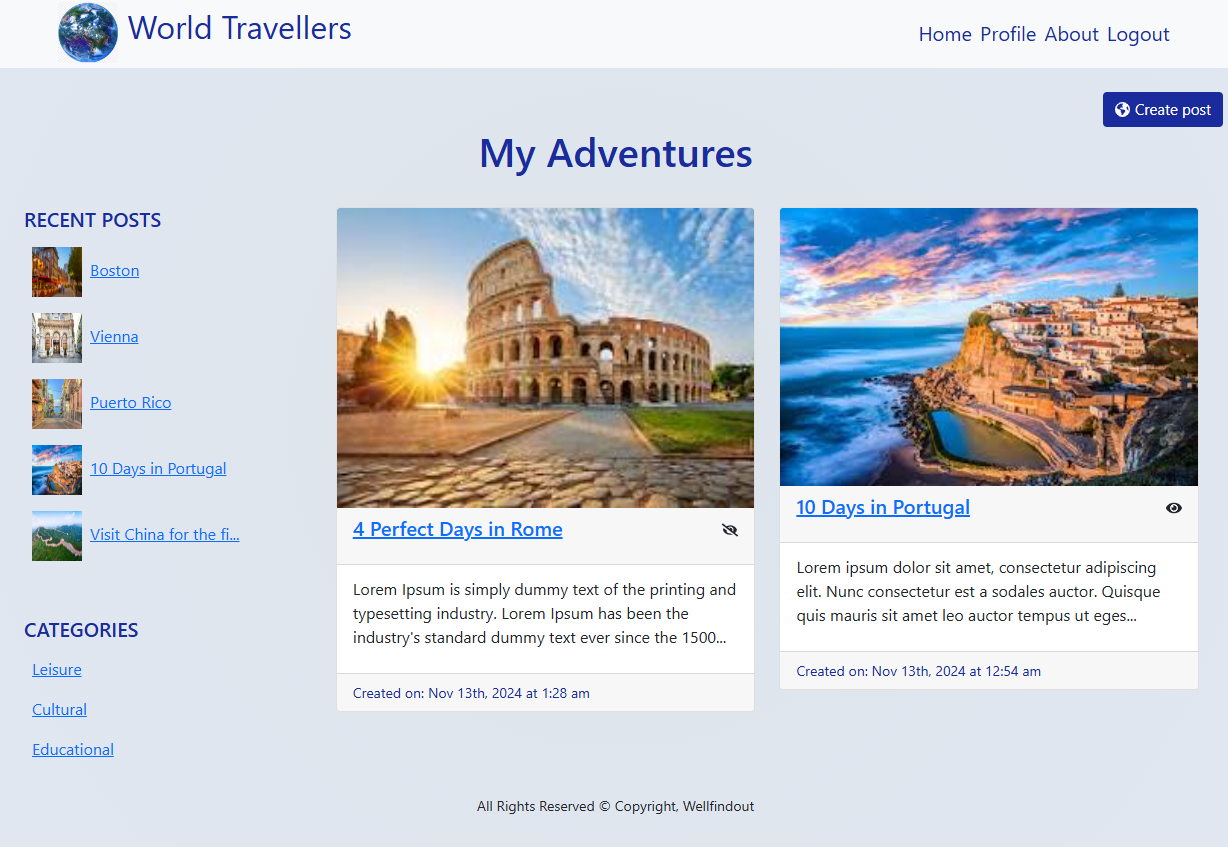 World Travellers
Home Profile About Logout
Create post
My Adventures
RECENT POSTS
Boston
Vienna
Puerto Rico
10 Days in Portugal
Visit China for the fi...
CATEGORIES
Leisure
Cultural
Educational
4 Perfect Days in Rome
Lorem Ipsum is simply dummy text of the printing and
typesetting industry. Lorem Ipsum has been the
industry's standard dummy text ever since the 1500...
Created on: Nov 13th, 2024 at 1:28 am
10 Days in Portugal
Lorem ipsum dolor sit amet, consectetur adipiscing
elit. Nunc consectetur est a sodales auctor. Quisque
quis mauris sit amet leo auctor tempus ut eges...
Created on: Nov 13th, 2024 at 12:54 am
All Rights Reserved © Copyright, Wellfindout